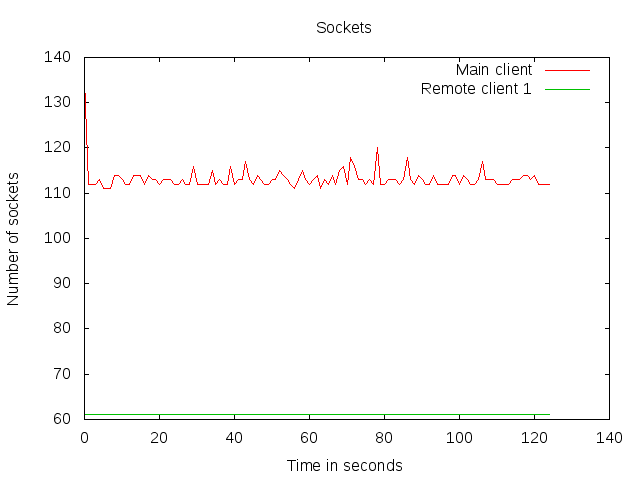 Sockets
140
130
120
110
100
90
80
70
60
0 20 40 60 80 100 120 140
Number of sockets
Time in seconds
Main client
Remote client 1